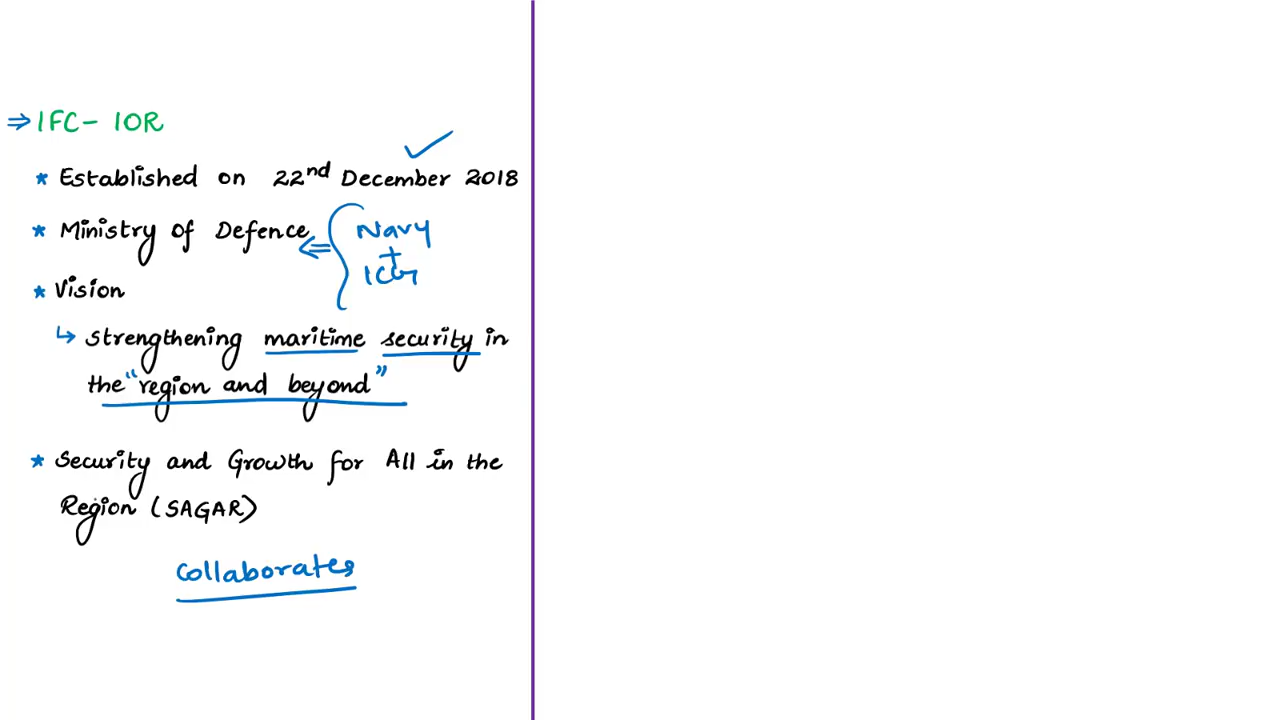 ⇒ IFC- IOR
* Established on 22nd December 2018
* Ministry of Defence ⇐ { Navy
+
ICG
* Vision
↳ Strengthening maritime security in
the "region and beyond"
* Security and Growth for All in the
Region (SAGAR)
Collaborates